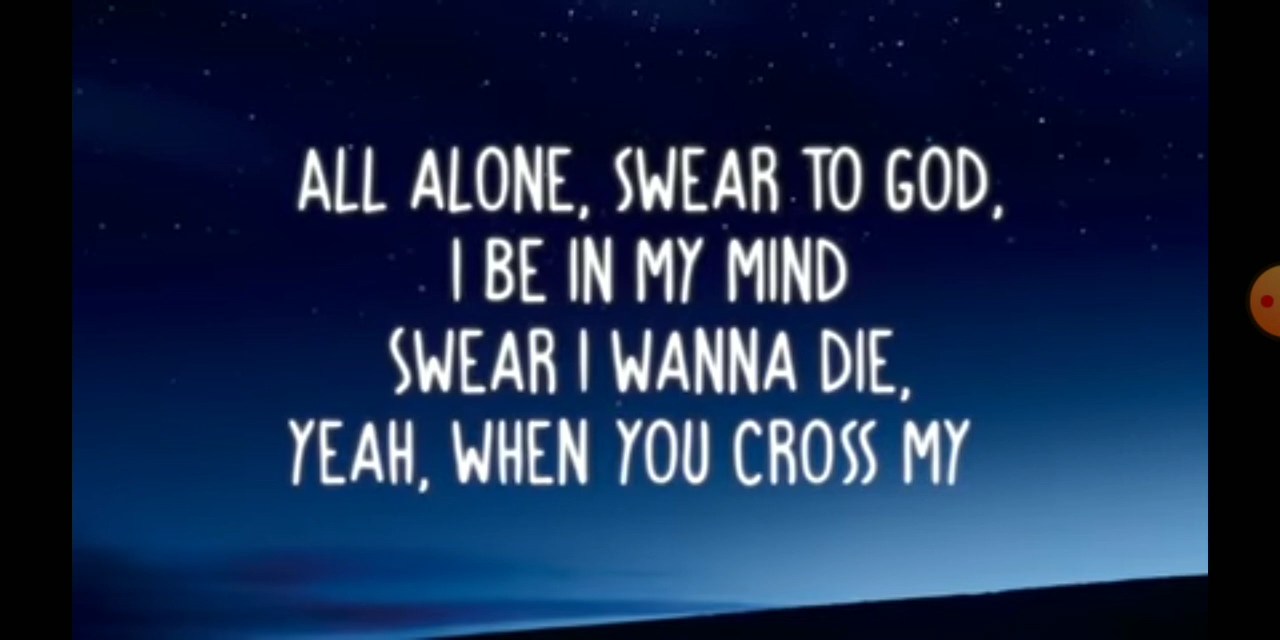 ALL ALONE, SWEAR TO GOD,
I BE IN MY MIND
SWEAR I WANNA DIE,
YEAH, WHEN YOU CROSS MY